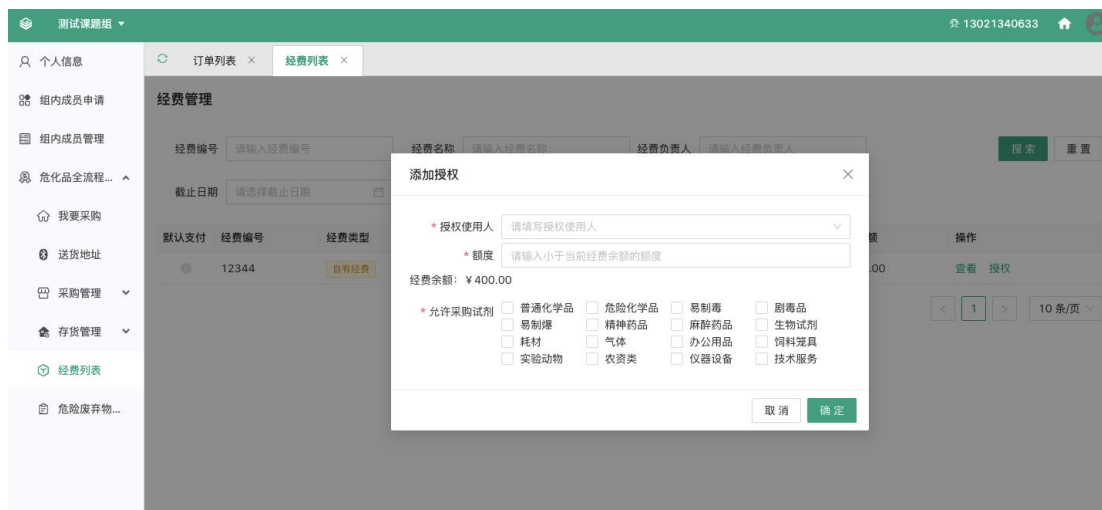 测试课题组
13021340633
个人信息
订单列表 ×
经费列表 ×
组内成员申请
经费管理
组内成员管理
经费编号 请输入经费编号
经费名称 请输入经费名称
经费负责人 请输入经费负责人
搜索
重置
危化品全流程...
添加授权
截止日期 请选择截止日期
我要采购
* 授权使用人 请填写授权使用人
默认支付 经费编号 经费类型
额 操作
送货地址
* 额度 请输入小于当前经费余额的额度
12344 自有经费
.00 查看 授权
经费余额: ¥400.00
采购管理
< 1 > 10 条/页
* 允许采购试剂 普通化学品 危险化学品 易制毒 剧毒品
易制爆 精神药品 麻醉药品 生物试剂
耗材 气体 办公用品 饲料笼具
实验动物 农资类 仪器设备 技术服务
存货管理
经费列表
危险废弃物...
取消 确定